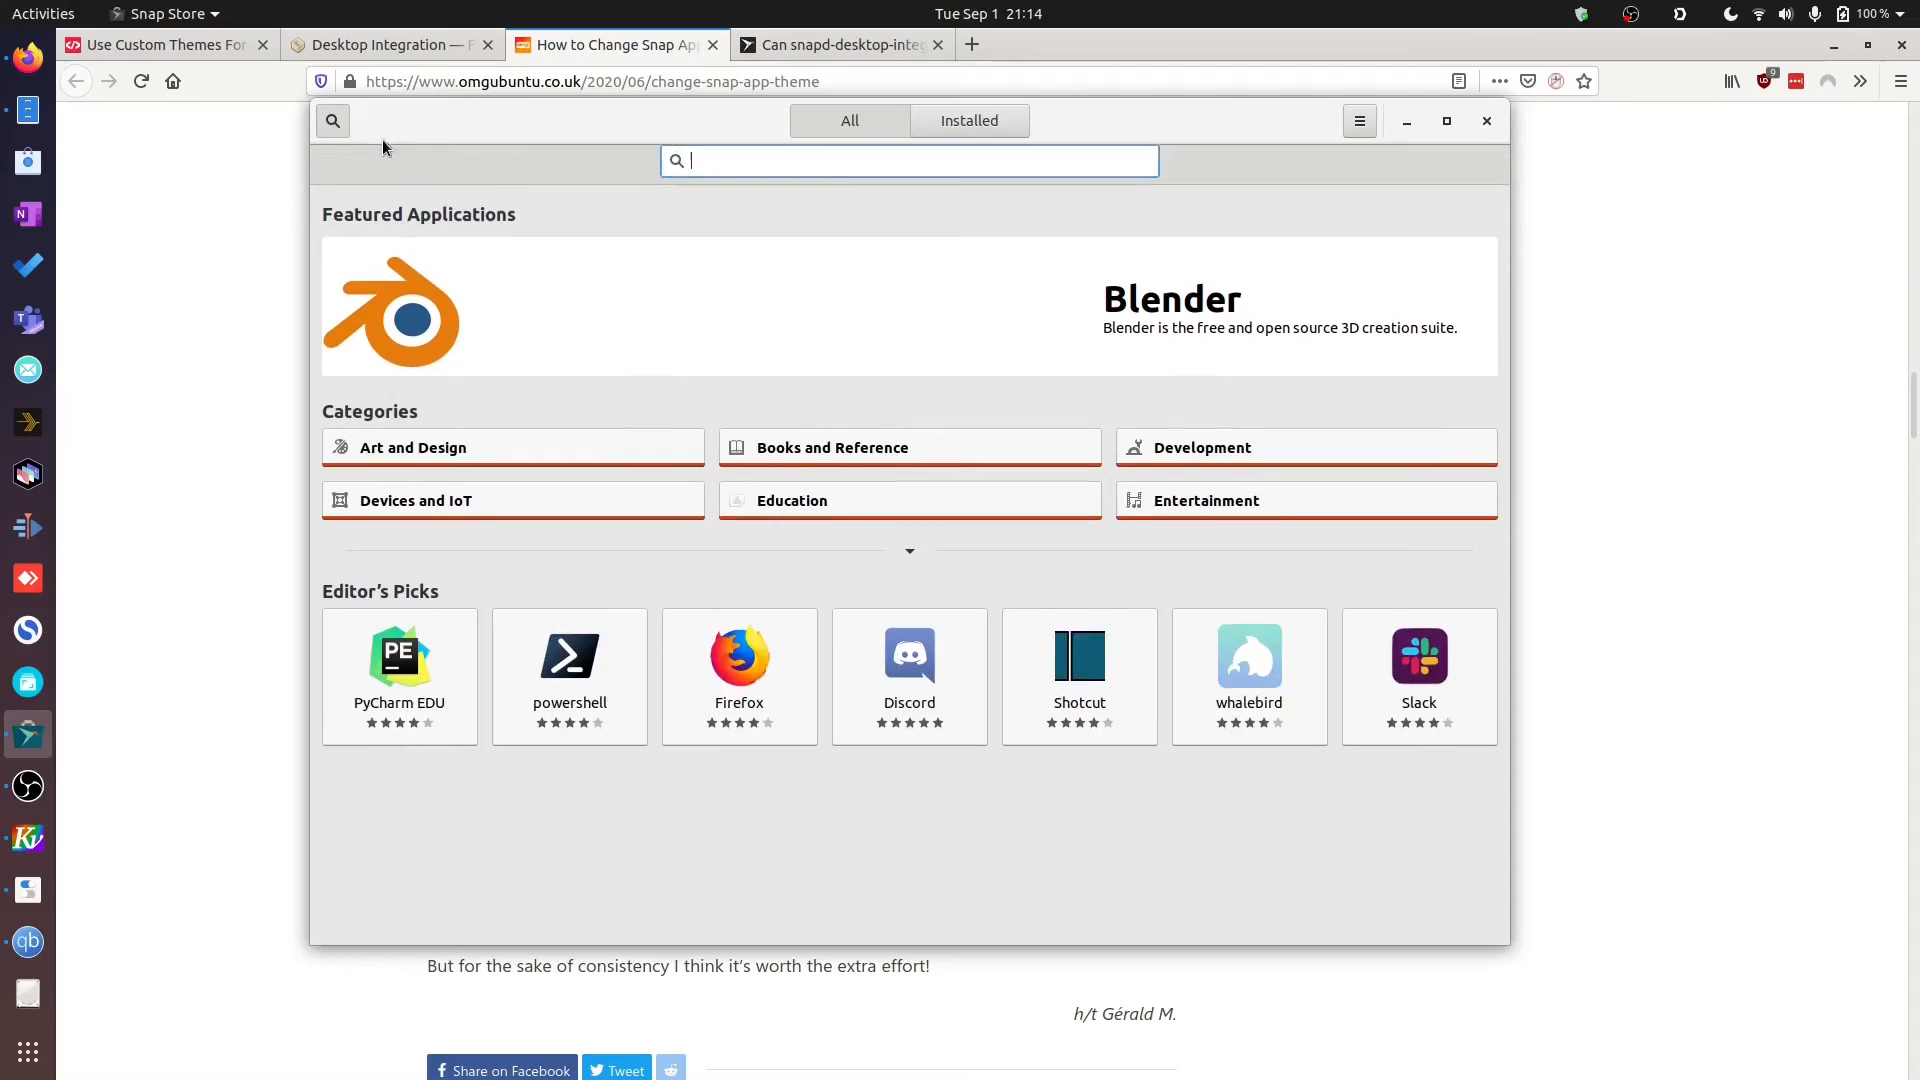 Activities
Snap Store
Tue Sep 1 21:14
100 %
Use Custom Themes For
Desktop Integration — F
How to Change Snap Ap
Can snapd-desktop-inte
https://www.omgubuntu.co.uk/2020/06/change-snap-app-theme
9
All
Installed
Featured Applications
Blender
Blender is the free and open source 3D creation suite.
Categories
Art and Design
Books and Reference
Development
Devices and IoT
Education
Entertainment
Editor’s Picks
PE
PyCharm EDU
powershell
Firefox
Discord
Shotcut
whalebird
Slack
N
T
Kv
qb
But for the sake of consistency I think it’s worth the extra effort!
h/t Gérald M.
Share on Facebook
Tweet